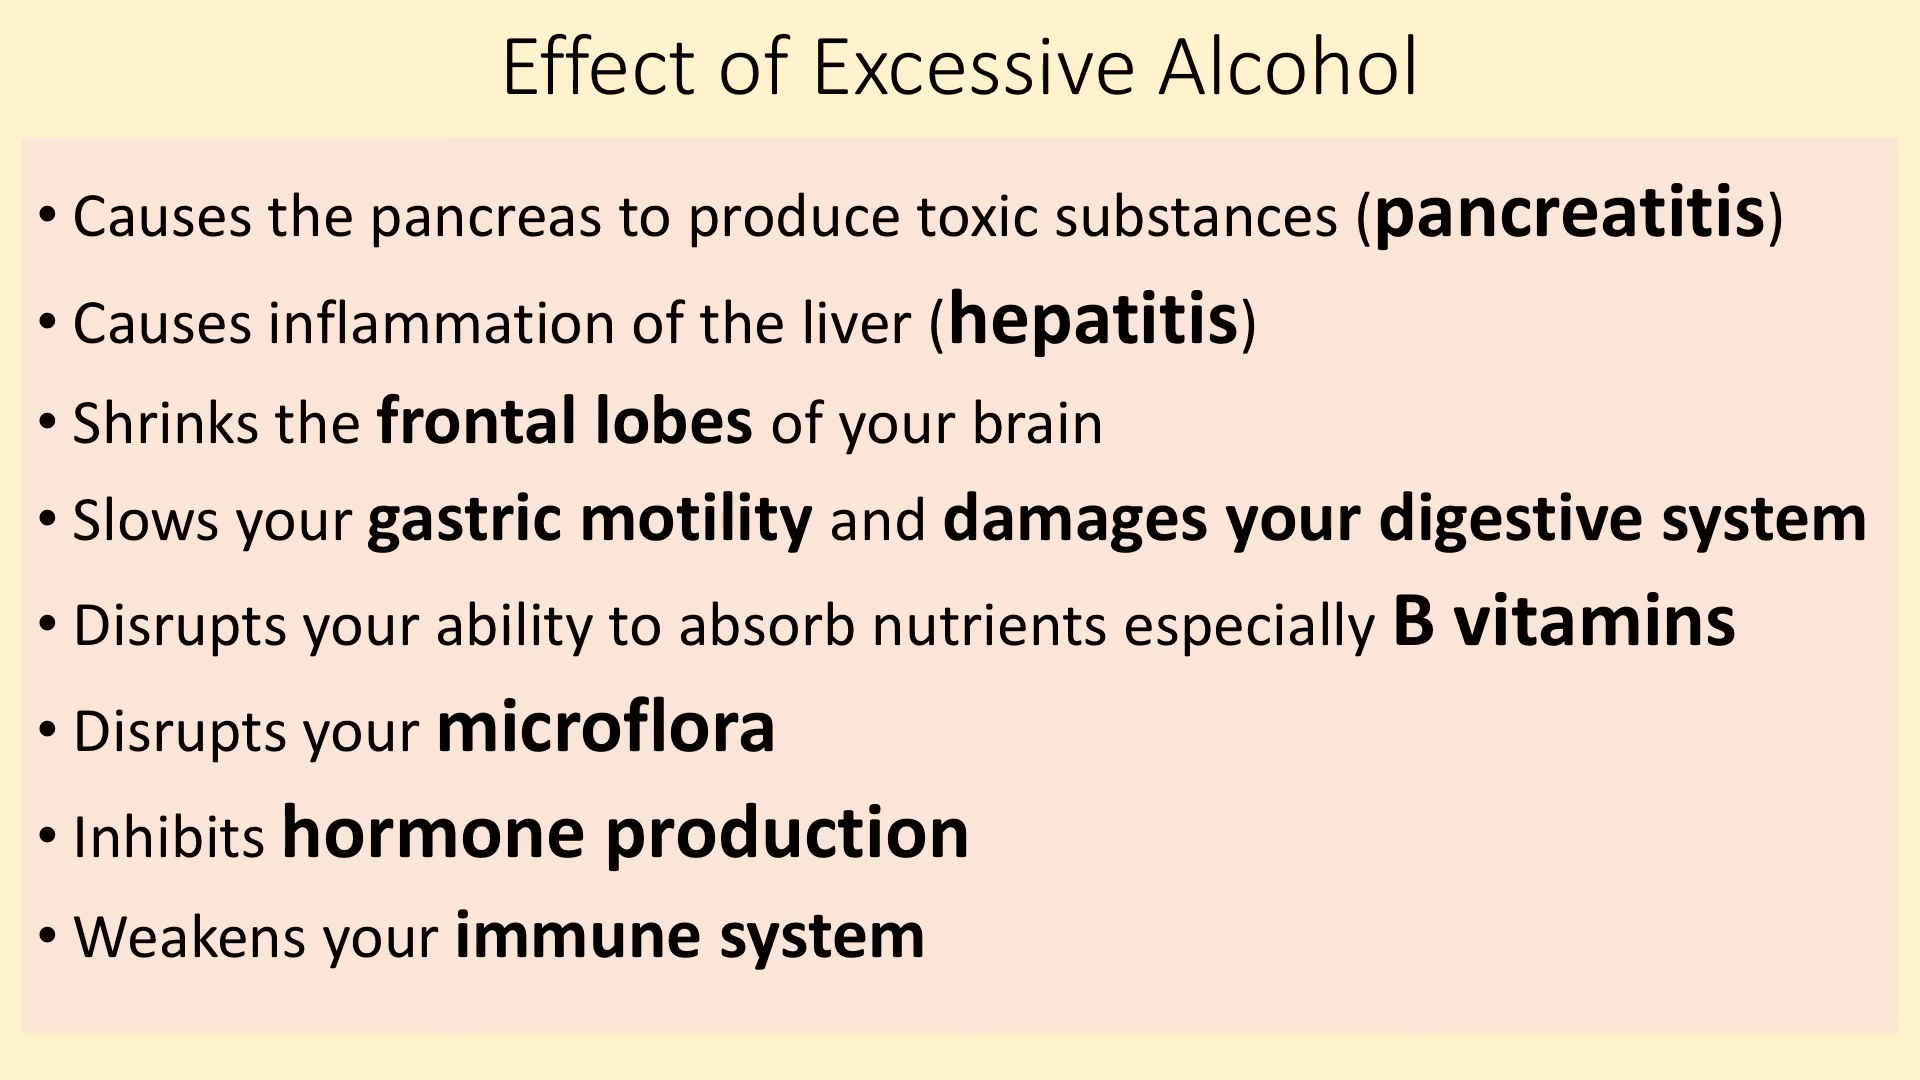 Effect of Excessive Alcohol
• Causes the pancreas to produce toxic substances (pancreatitis)
• Causes inflammation of the liver (hepatitis)
• Shrinks the frontal lobes of your brain
• Slows your gastric motility and damages your digestive system
• Disrupts your ability to absorb nutrients especially B vitamins
• Disrupts your microflora
• Inhibits hormone production
• Weakens your immune system